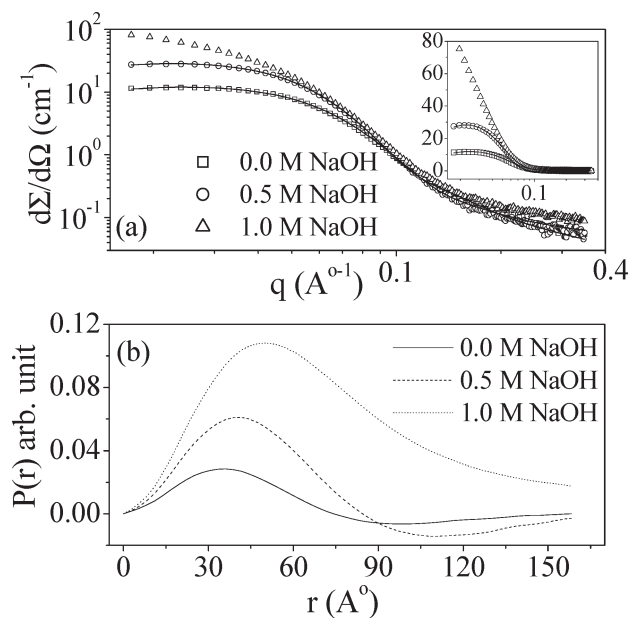 10²
10¹
10⁰
10⁻¹
dΣ/dΩ (cm⁻¹)
(a)
0.0 M NaOH
0.5 M NaOH
1.0 M NaOH
80
60
40
20
0
0.1
0.1
0.4
q (A^o-1)
0.12
0.08
0.04
0.00
P(r) arb. unit
(b)
0.0 M NaOH
0.5 M NaOH
1.0 M NaOH
0 30 60 90 120 150
r (A^o)